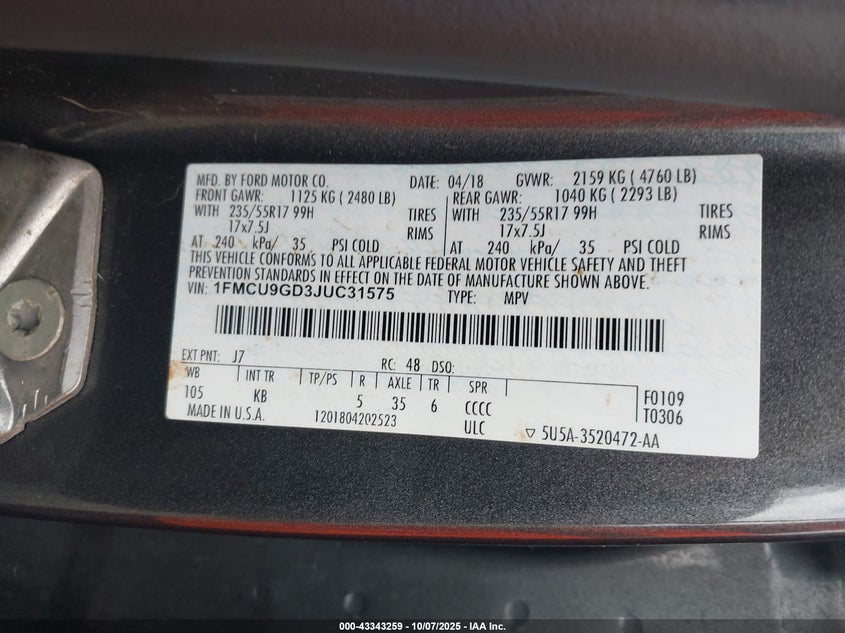 MFD. BY FORD MOTOR CO. DATE: 04/18 GVWR: 2159 KG ( 4760 LB)
FRONT GAWR: 1125 KG ( 2480 LB) REAR GAWR: 1040 KG ( 2293 LB)
WITH 235/55R17 99H TIRES WITH 235/55R17 99H TIRES
17x7.5J RIMS 17x7.5J RIMS
AT 240 kPa/ 35 PSI COLD AT 240 kPa/ 35 PSI COLD
THIS VEHICLE CONFORMS TO ALL APPLICABLE FEDERAL MOTOR VEHICLE SAFETY AND THEFT
PREVENTION STANDARDS IN EFFECT ON THE DATE OF MANUFACTURE SHOWN ABOVE.
VIN: 1FMCU9GD3JUC31575 TYPE: MPV
EXT PNT: J7 RC: 48 DSO:
WB INT TR TP/PS R AXLE TR SPR F0109
105 KB 5 35 6 CCCC T0306
MADE IN U.S.A. 1201804202523 ULC ▽ 5U5A-3520472-AA
000-43343259 - 10/07/2025 - IAA Inc.